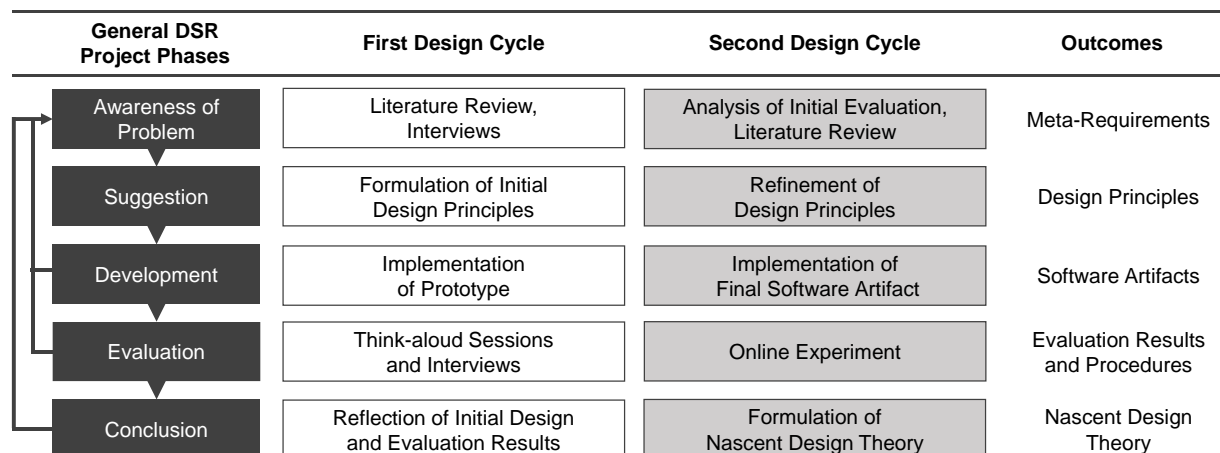 General DSR
Project Phases
First Design Cycle
Second Design Cycle
Outcomes
Awareness of
Problem
Literature Review,
Interviews
Analysis of Initial Evaluation,
Literature Review
Meta-Requirements
Suggestion
Formulation of Initial
Design Principles
Refinement of
Design Principles
Design Principles
Development
Implementation
of Prototype
Implementation of
Final Software Artifact
Software Artifacts
Evaluation
Think-aloud Sessions
and Interviews
Online Experiment
Evaluation Results
and Procedures
Conclusion
Reflection of Initial Design
and Evaluation Results
Formulation of
Nascent Design Theory
Nascent Design
Theory